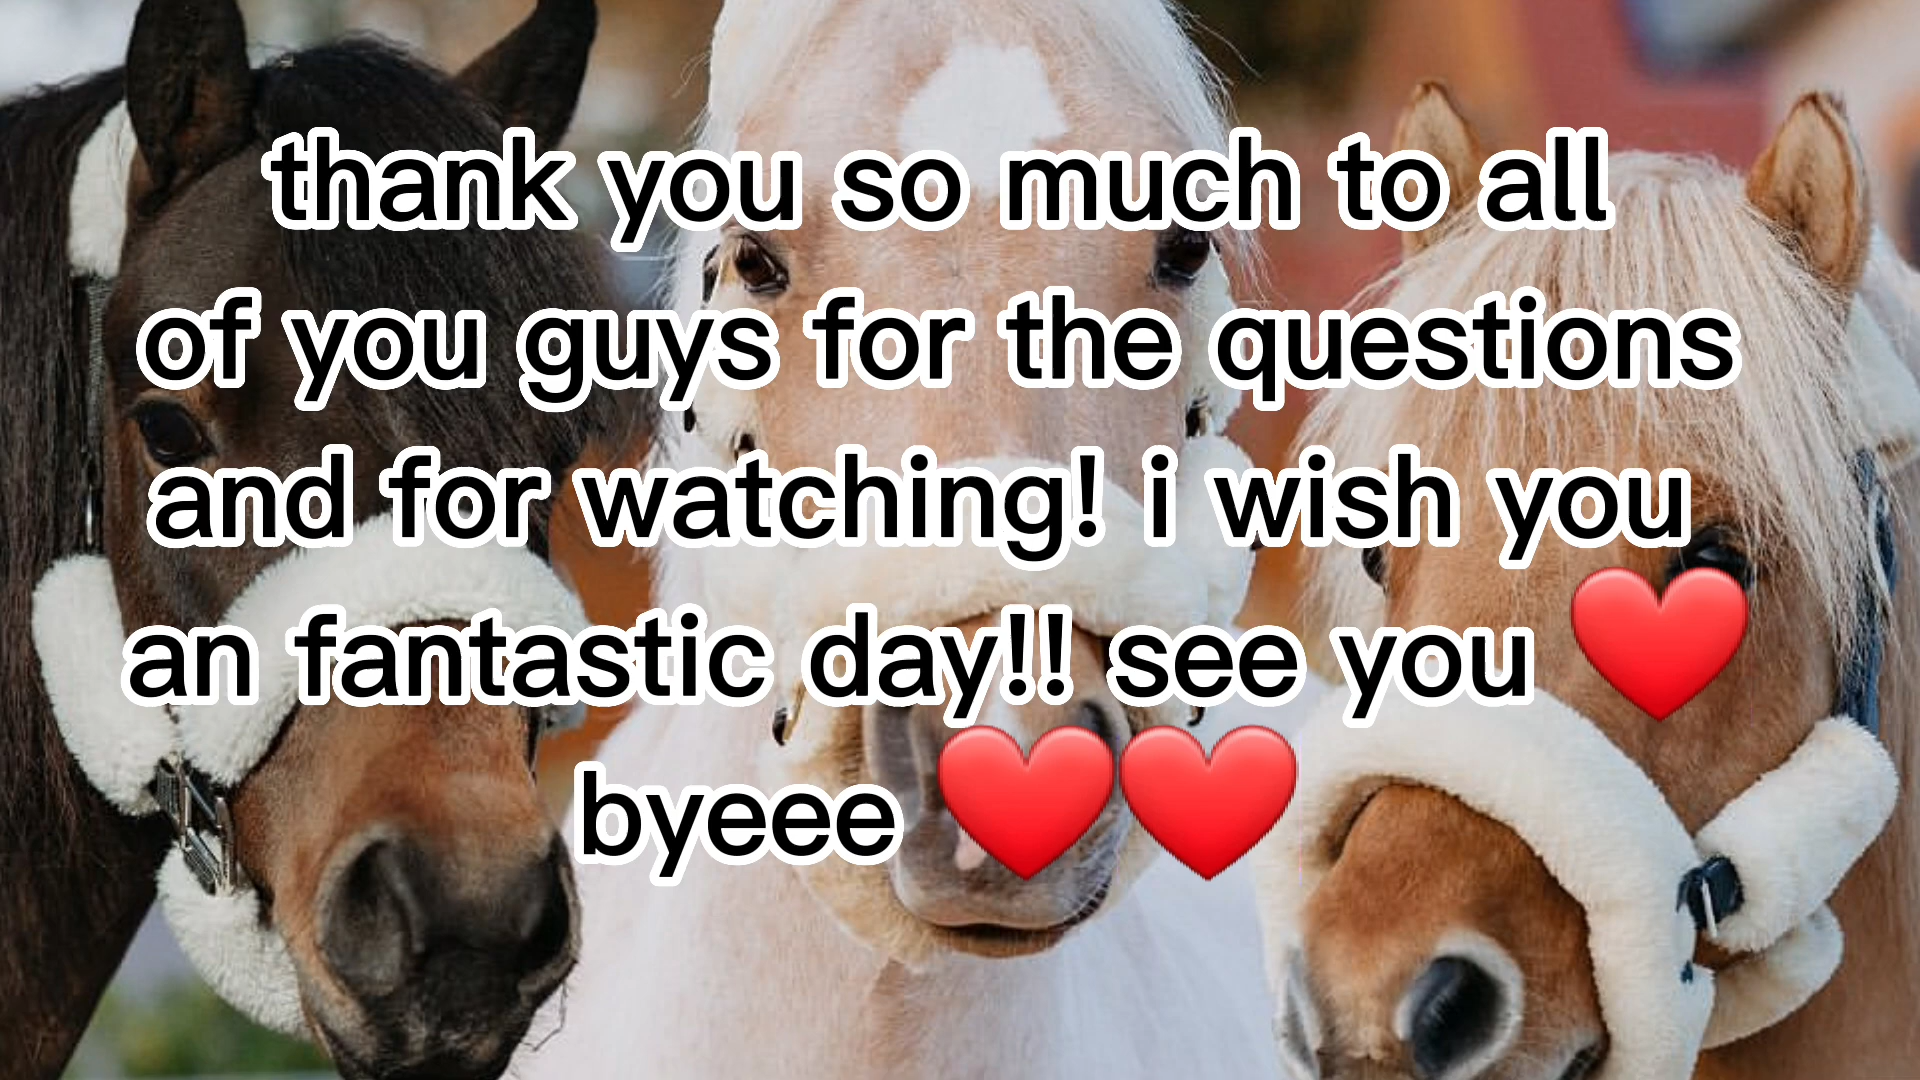 thank you so much to all
of you guys for the questions
and for watching! i wish you
an fantastic day!! see you ❤️
byeee ❤️❤️